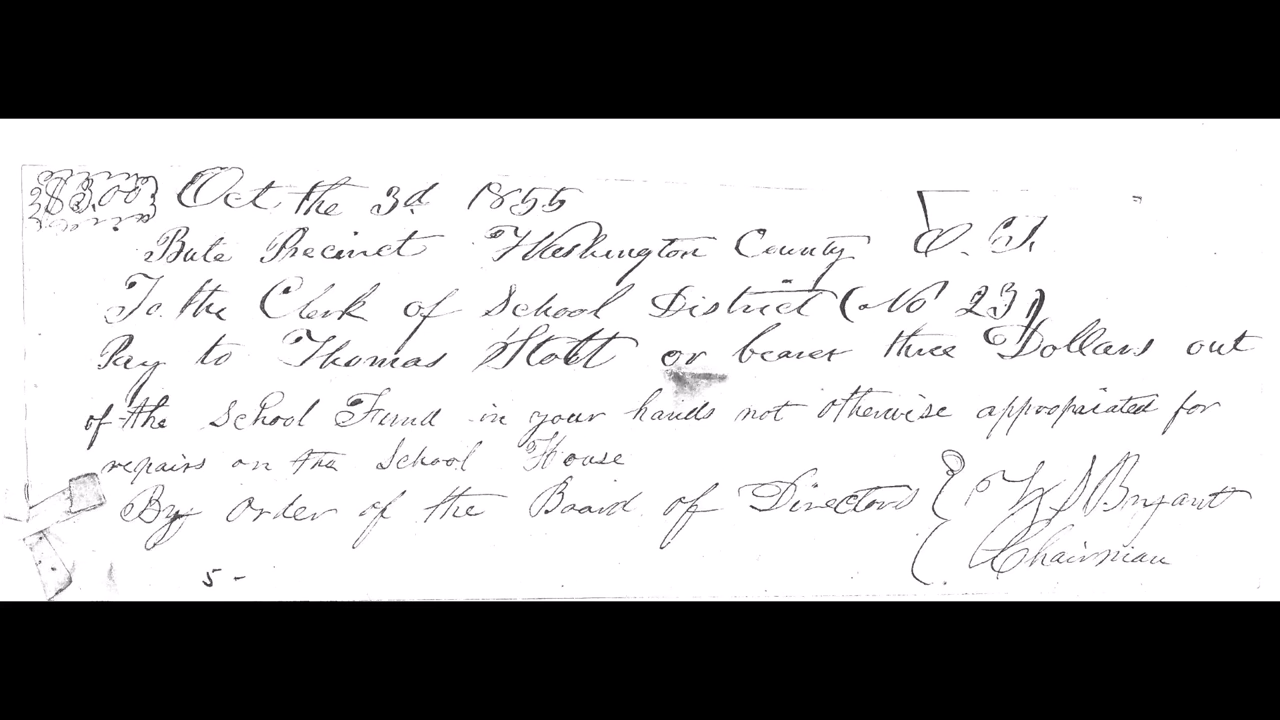 $3.00 Oct the 3d 1855
Bute Precinct Washington County O. T.
To the Clerk of School District (No 23)
Pay to Thomas Stott or bearer three Dollars out
of the School Fund in your hands not otherwise appropriated for
repairs on the School House
By order of the Board of Directors { W S Bryant
Chairman
5 -